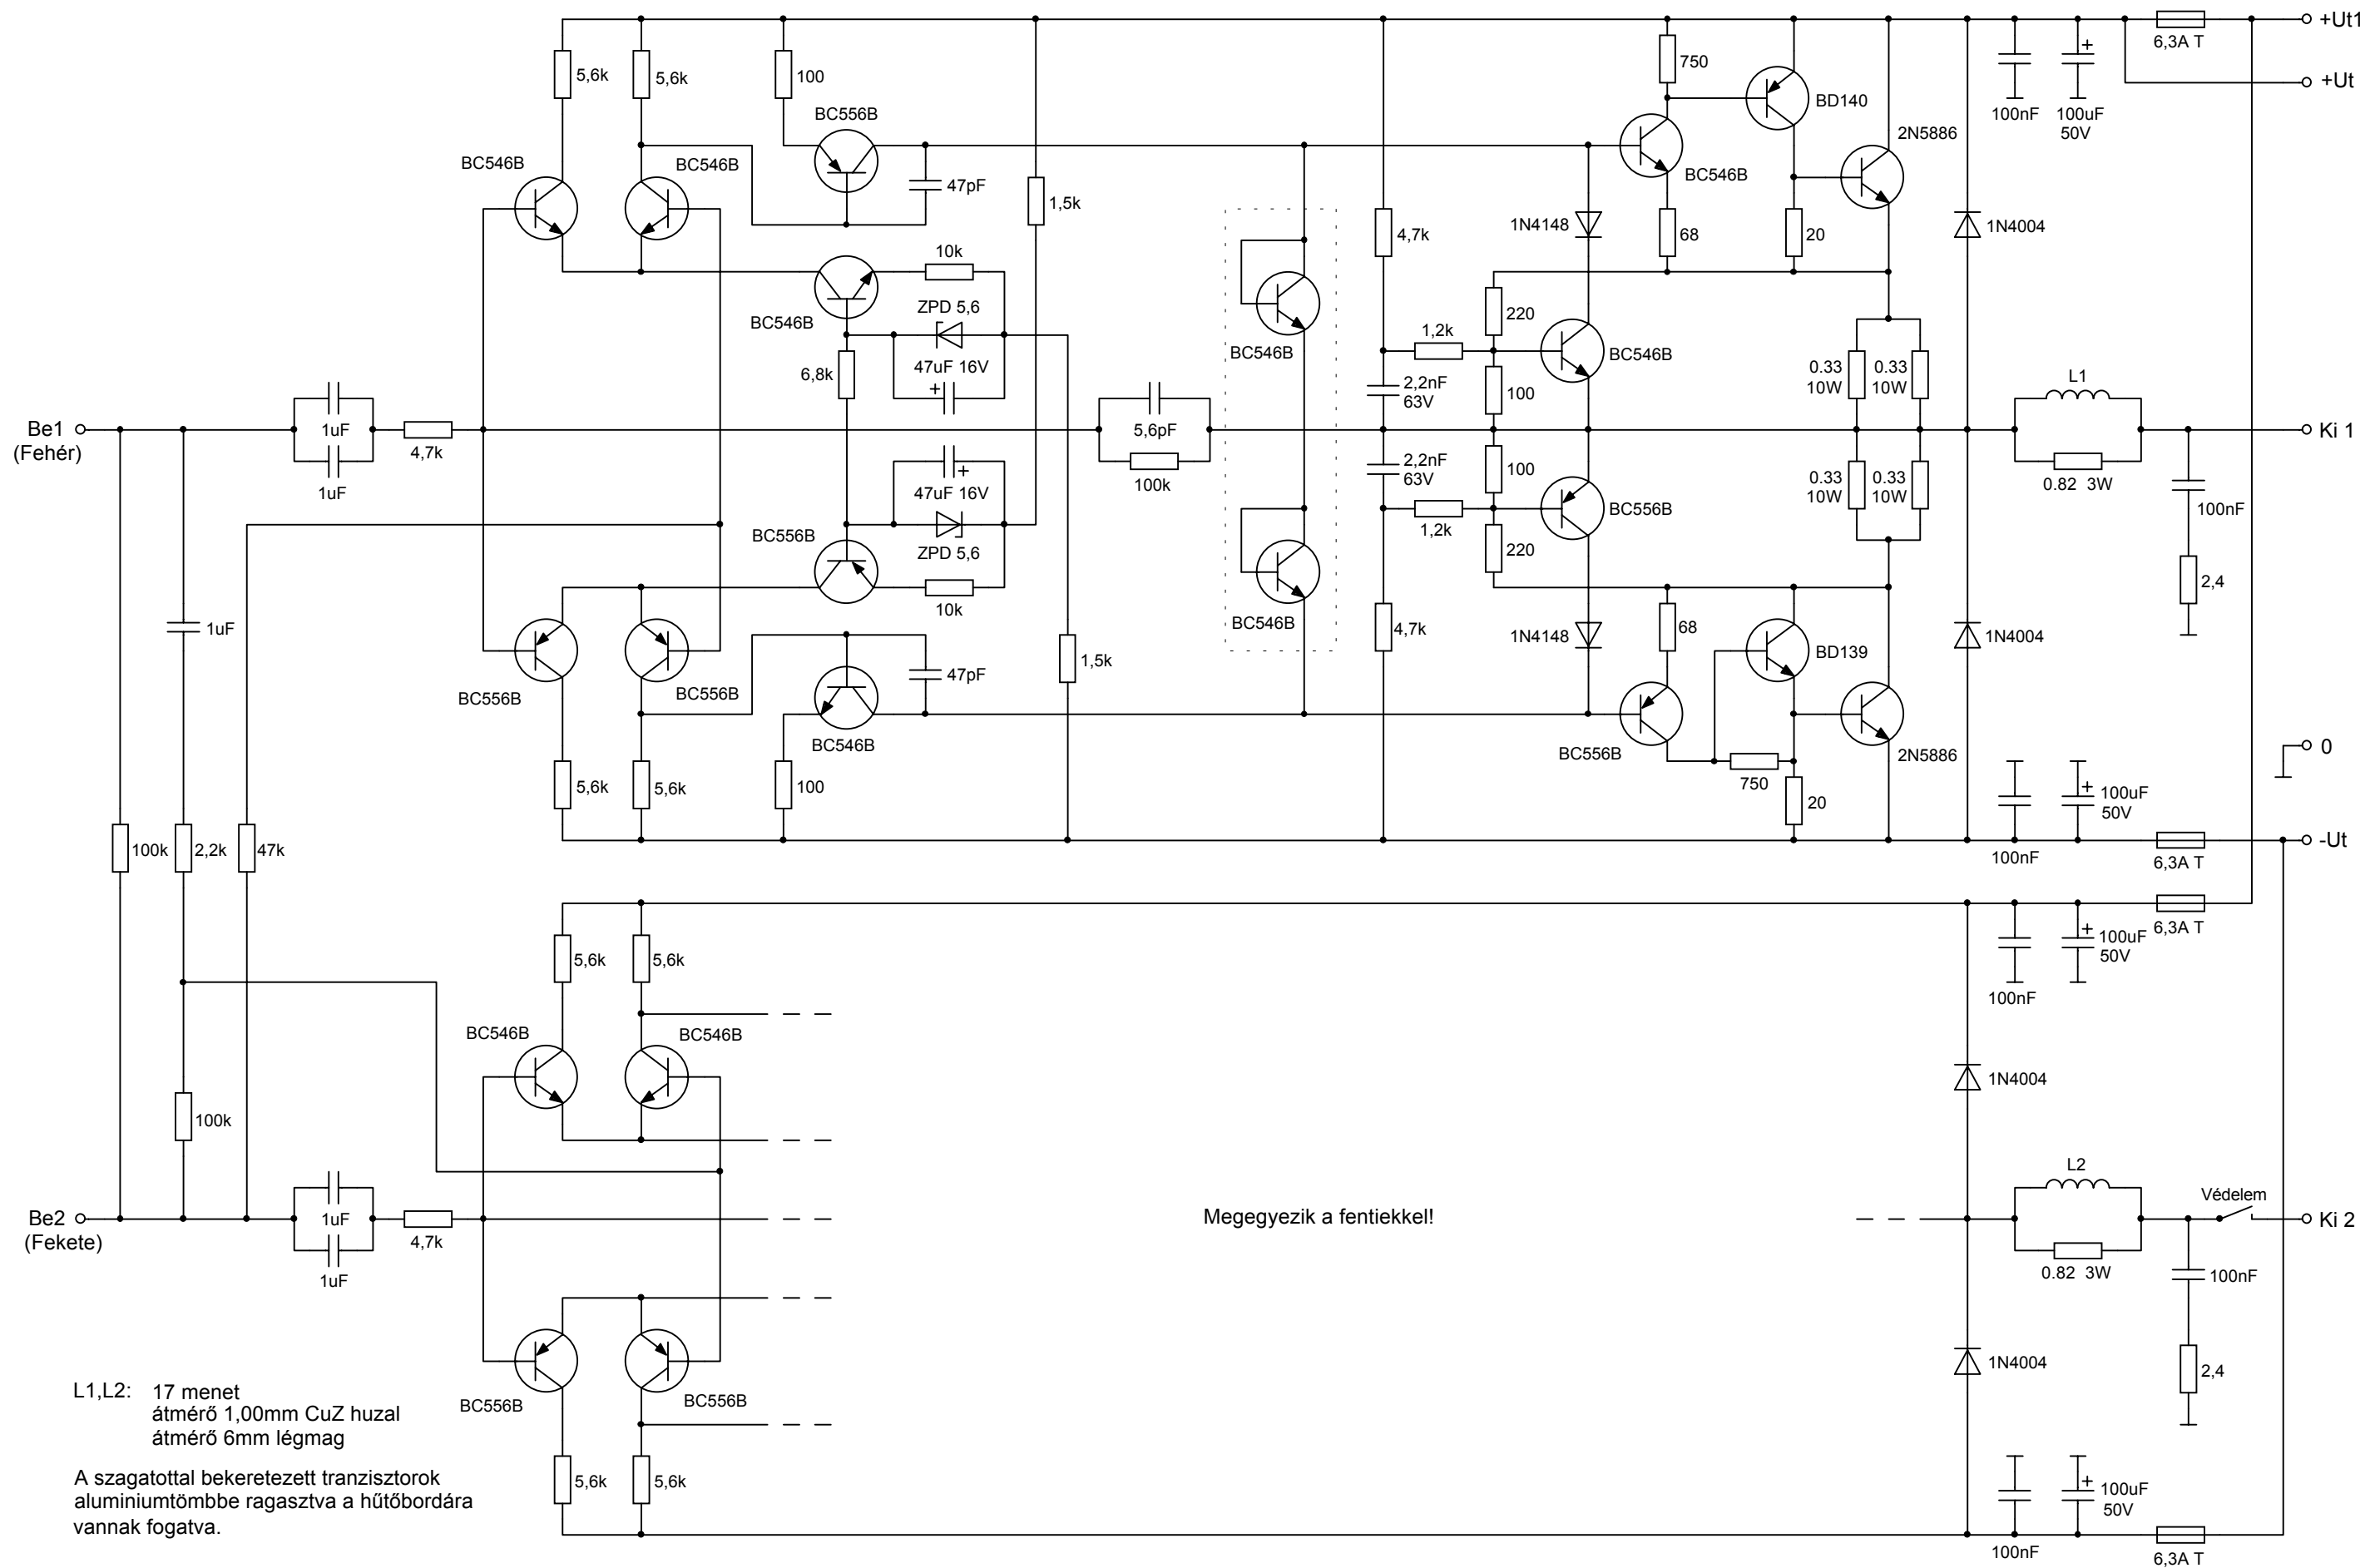 +Ut1
6,3A T
5,6k
5,6k
100
750
+Ut
BC556B
BD140
100nF
100uF
50V
2N5886
BC546B
BC546B
BC546B
47pF
1,5k
1N4148
68
20
4,7k
1N4004
10k
ZPD 5,6
BC546B
220
1,2k
BC546B
BC546B
47uF 16V
+
6,8k
2,2nF
63V
100
0.33
10W
0.33
10W
L1
Be1
(Fehér)
1uF
4,7k
1uF
5,6pF
100k
Ki 1
2,2nF
63V
100
0.33
10W
0.33
10W
0.82 3W
100nF
+
47uF 16V
BC556B
1,2k
BC556B
ZPD 5,6
220
10k
2,4
1uF
BC546B
4,7k
1N4148
68
BD139
1N4004
1,5k
BC556B
BC556B
47pF
BC546B
BC556B
2N5886
0
5,6k
5,6k
100
750
20
+
100uF
50V
-Ut
100k
2,2k
47k
100nF
6,3A T
6,3A T
5,6k
5,6k
+
100uF
50V
100nF
BC546B
BC546B
1N4004
100k
L2
Védelem
Be2
(Fekete)
1uF
4,7k
1uF
Megegyezik a fentiekkel!
Ki 2
0.82 3W
100nF
1N4004
2,4
BC556B
BC556B
L1,L2: 17 menet
átmérő 1,00mm CuZ huzal
átmérő 6mm légmag
5,6k
5,6k
+
100uF
50V
100nF
6,3A T
A szagatottal bekeretezett tranzisztorok
aluminiumtömbbe ragasztva a hűtőbordára
vannak fogatva.